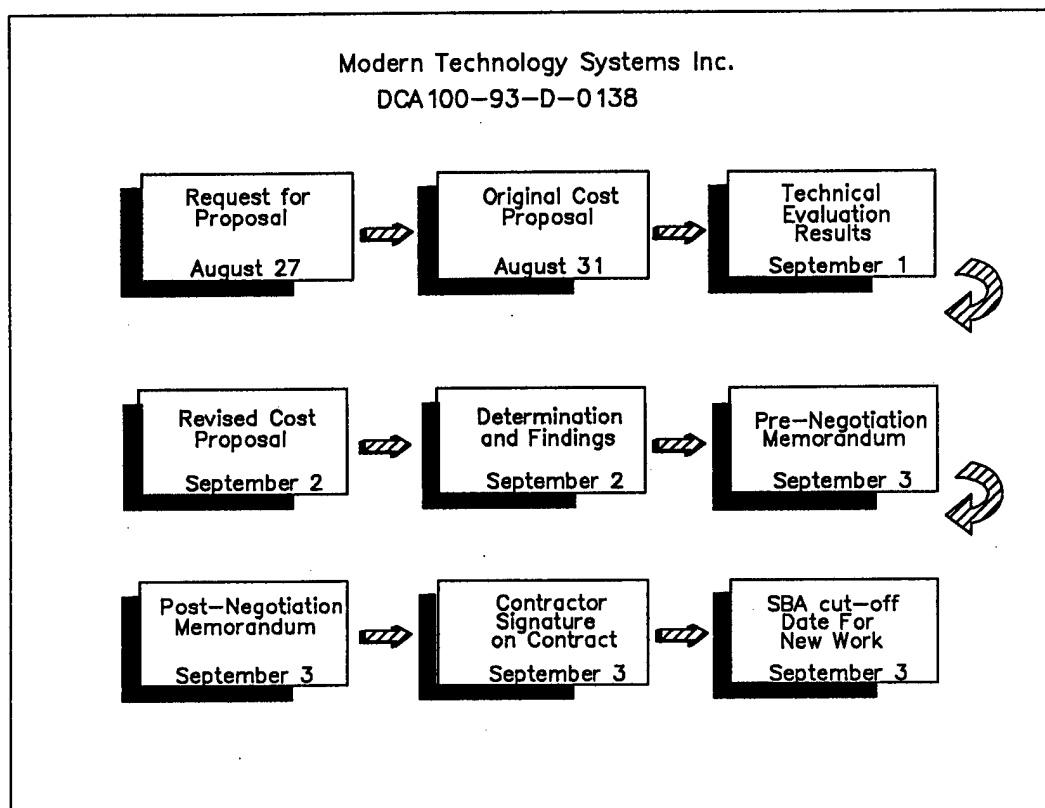 Modern Technology Systems Inc.
DCA100-93-D-0138
Request for
Proposal
August 27
Original Cost
Proposal
August 31
Technical
Evaluation
Results
September 1
Revised Cost
Proposal
September 2
Determination
and Findings
September 2
Pre-Negotiation
Memorandum
September 3
Post-Negotiation
Memorandum
September 3
Contractor
Signature
on Contract
September 3
SBA cut-off
Date For
New Work
September 3